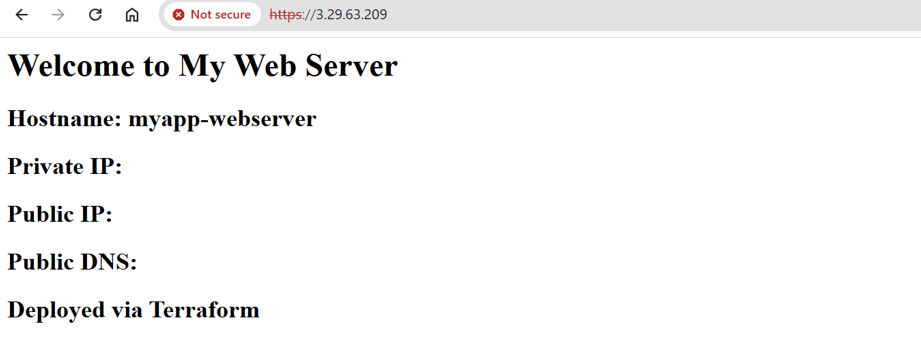 Not secure https://3.29.63.209
Welcome to My Web Server
Hostname: myapp-webserver
Private IP:
Public IP:
Public DNS:
Deployed via Terraform